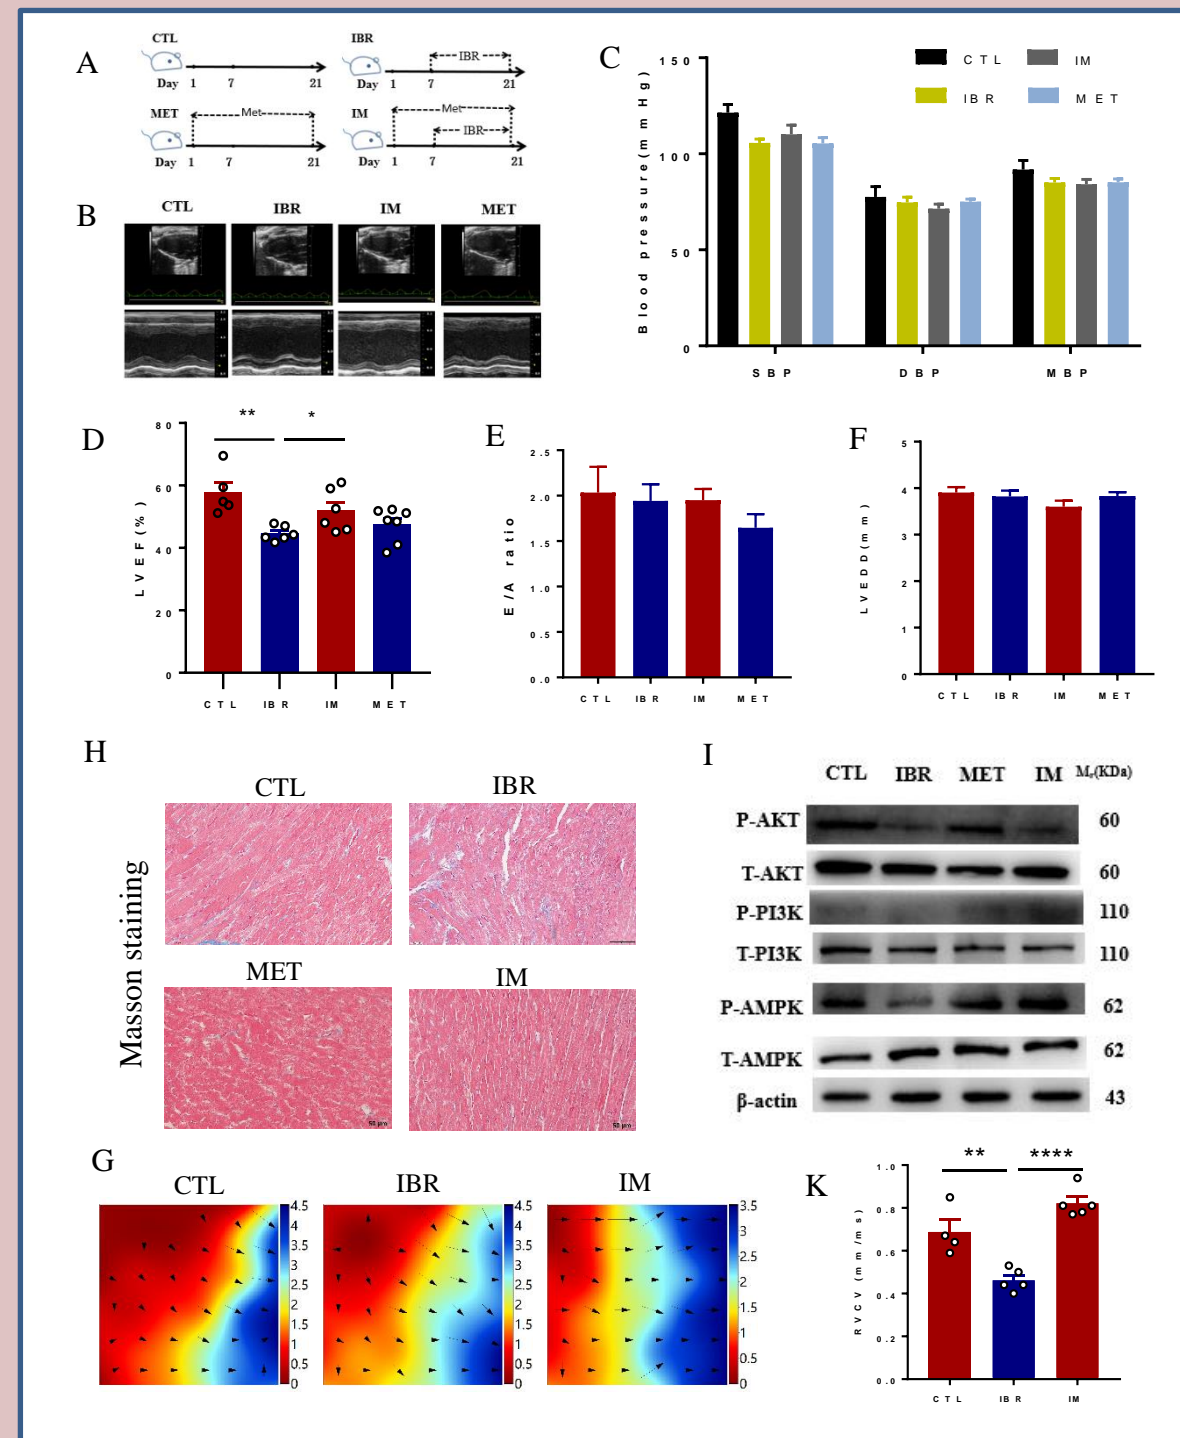 A
CTL
Day 1 7 21
IBR
IBR
Day 1 7 21
MET
Met
Day 1 7 21
IM
Met
IBR
Day 1 7 21
B
CTL IBR IM MET
C
Blood pressure(mmHg)
150
100
50
0
SBP DBP MBP
CTL
IM
IBR
MET
D
LVEF(%)
80
60
40
20
0
** *
CTL IBR IM MET
E
E/A ratio
2.5
2.0
1.5
1.0
0.5
0.0
CTL IBR IM MET
F
LVEDD(mm)
5
4
3
2
1
0
CTL IBR IM MET
H
Masson staining
CTL IBR
MET IM
50 μm 50 μm
I
CTL IBR MET IM Mr(KDa)
P-AKT 60
T-AKT 60
P-PI3K 110
T-PI3K 110
P-AMPK 62
T-AMPK 62
β-actin 43
G
CTL
4.5
4
3.5
3
2.5
2
1.5
1
0.5
0
IBR
4.5
4
3.5
3
2.5
2
1.5
1
0.5
0
IM
3.5
3
2.5
2
1.5
1
0.5
0
K
RVCV (mm/ms)
1.0
0.8
0.6
0.4
0.2
0.0
** ****
CTL IBR IM